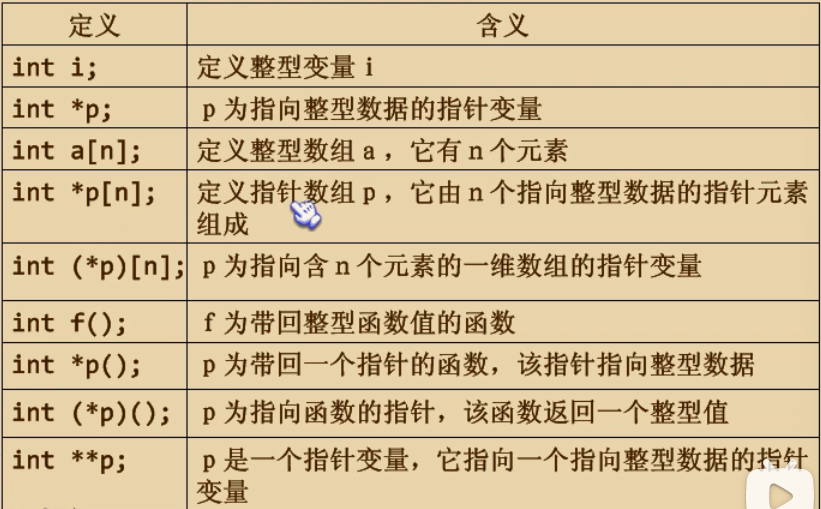 定义 含义
int i; 定义整型变量 i
int *p; p 为指向整型数据的指针变量
int a[n]; 定义整型数组 a，它有 n 个元素
int *p[n]; 定义指针数组 p，它由 n 个指向整型数据的指针元素
组成
int (*p)[n]; p 为指向含 n 个元素的一维数组的指针变量
int f(); f 为带回整型函数值的函数
int *p(); p 为带回一个指针的函数，该指针指向整型数据
int (*p)(); p 为指向函数的指针，该函数返回一个整型值
int **p; p 是一个指针变量，它指向一个指向整型数据的指针
变量